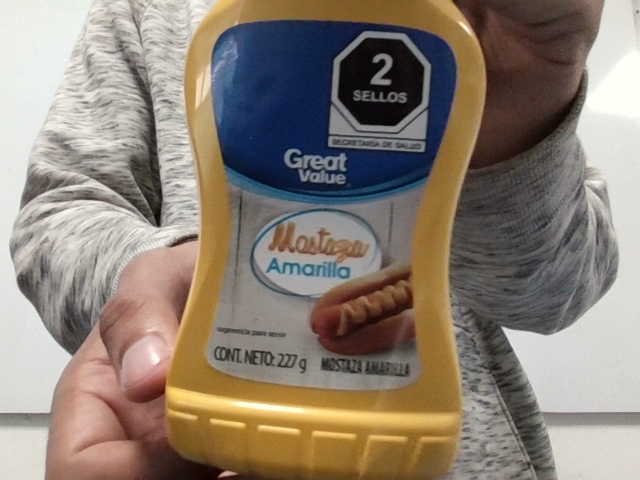 2
SELLOS
SECRETARÍA DE SALUD
Great
Value
Mostaza
Amarilla
sugerencia para servir
CONT. NETO: 227 g MOSTAZA AMARILLA